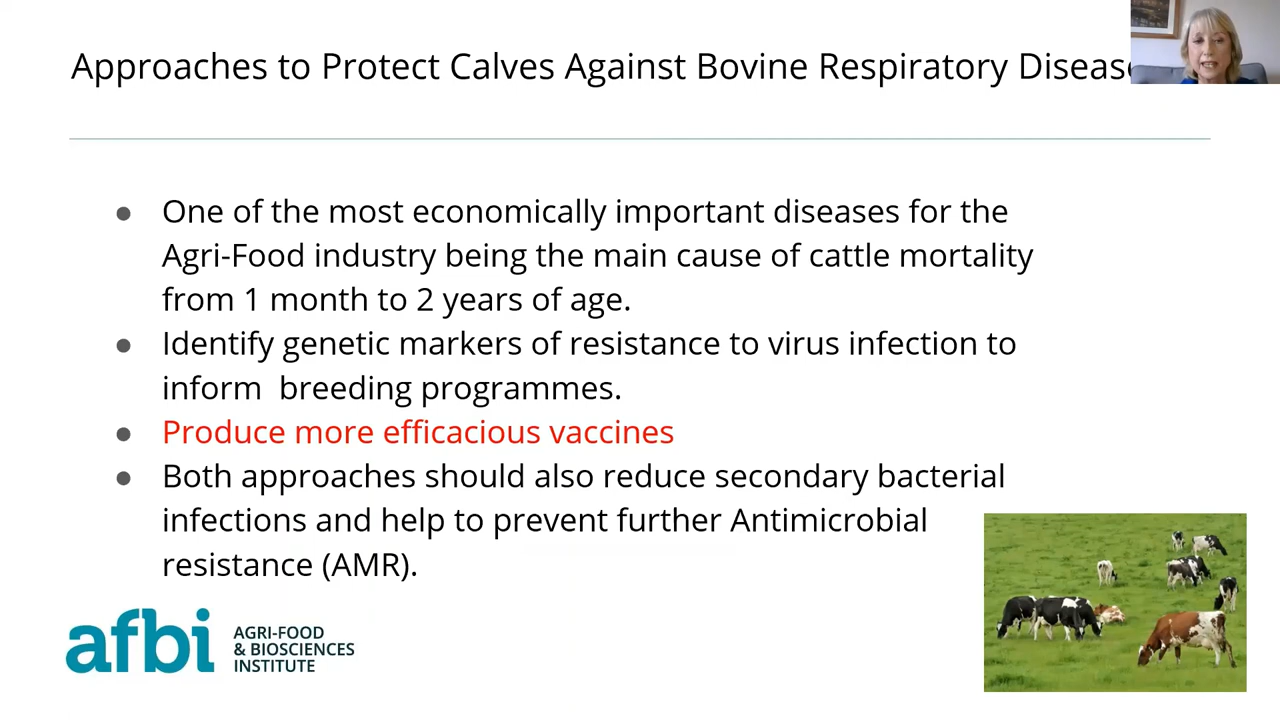 Approaches to Protect Calves Against Bovine Respiratory Disease
● One of the most economically important diseases for the
Agri-Food industry being the main cause of cattle mortality
from 1 month to 2 years of age.
● Identify genetic markers of resistance to virus infection to
inform  breeding programmes.
● Produce more efficacious vaccines
● Both approaches should also reduce secondary bacterial
infections and help to prevent further Antimicrobial
resistance (AMR).
afbi
AGRI-FOOD
& BIOSCIENCES
INSTITUTE